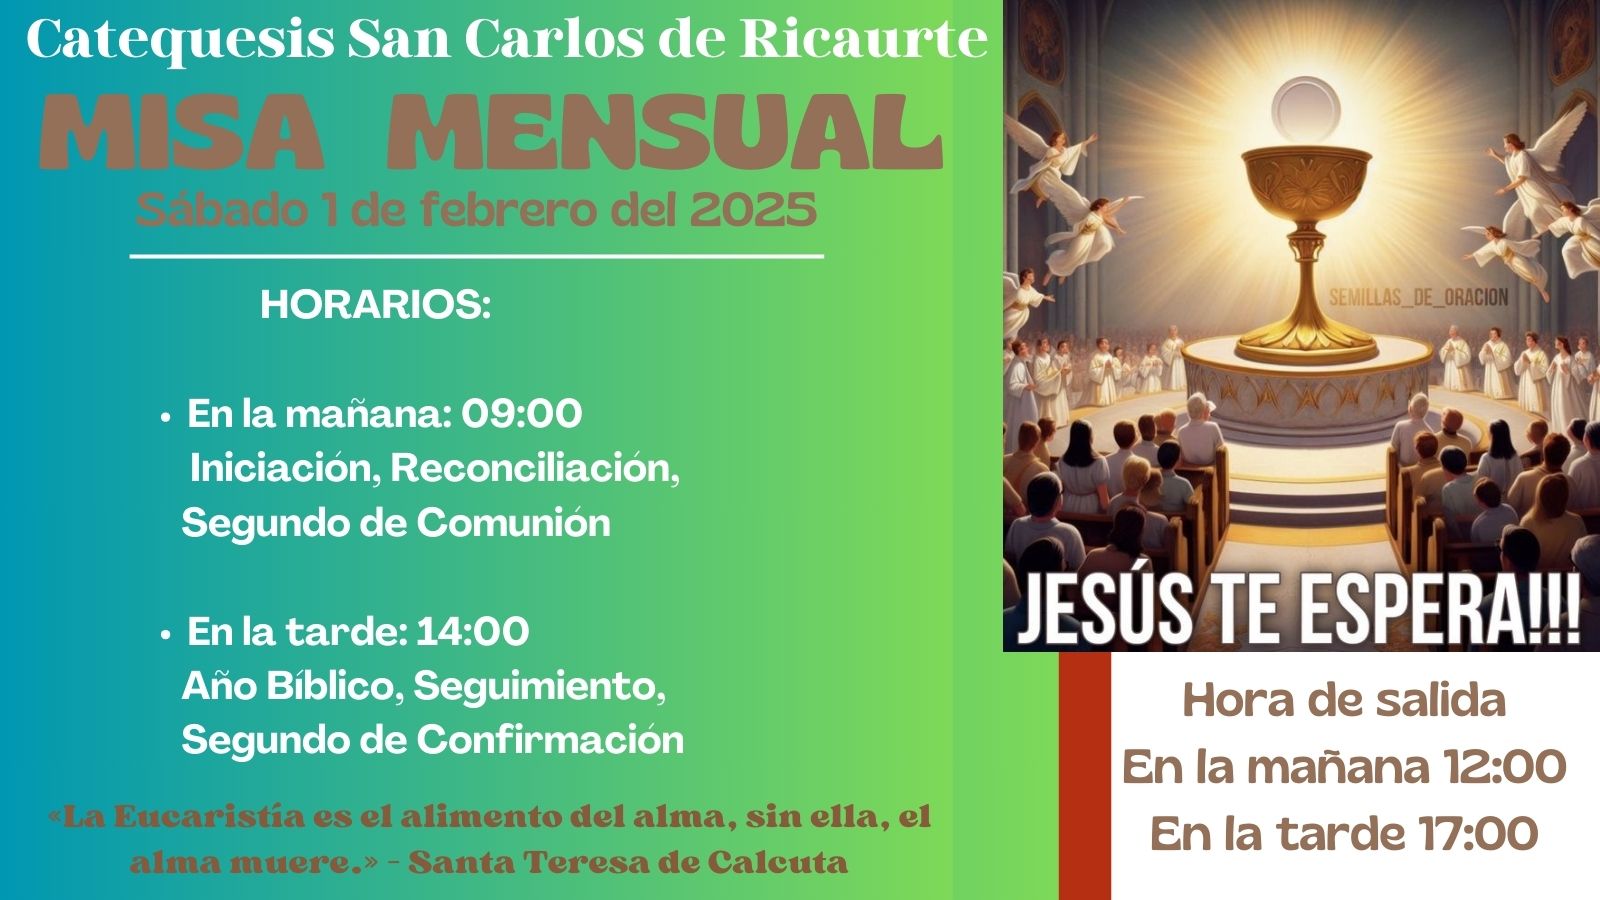 Catequesis San Carlos de Ricaurte
MISA MENSUAL
Sábado 1 de febrero del 2025
HORARIOS:
• En la mañana: 09:00
Iniciación, Reconciliación,
Segundo de Comunión
• En la tarde: 14:00
Año Bíblico, Seguimiento,
Segundo de Confirmación
«La Eucaristía es el alimento del alma, sin ella, el
alma muere.» - Santa Teresa de Calcuta
SEMILLAS_DE_ORACION
JESÚS TE ESPERA!!!
Hora de salida
En la mañana 12:00
En la tarde 17:00